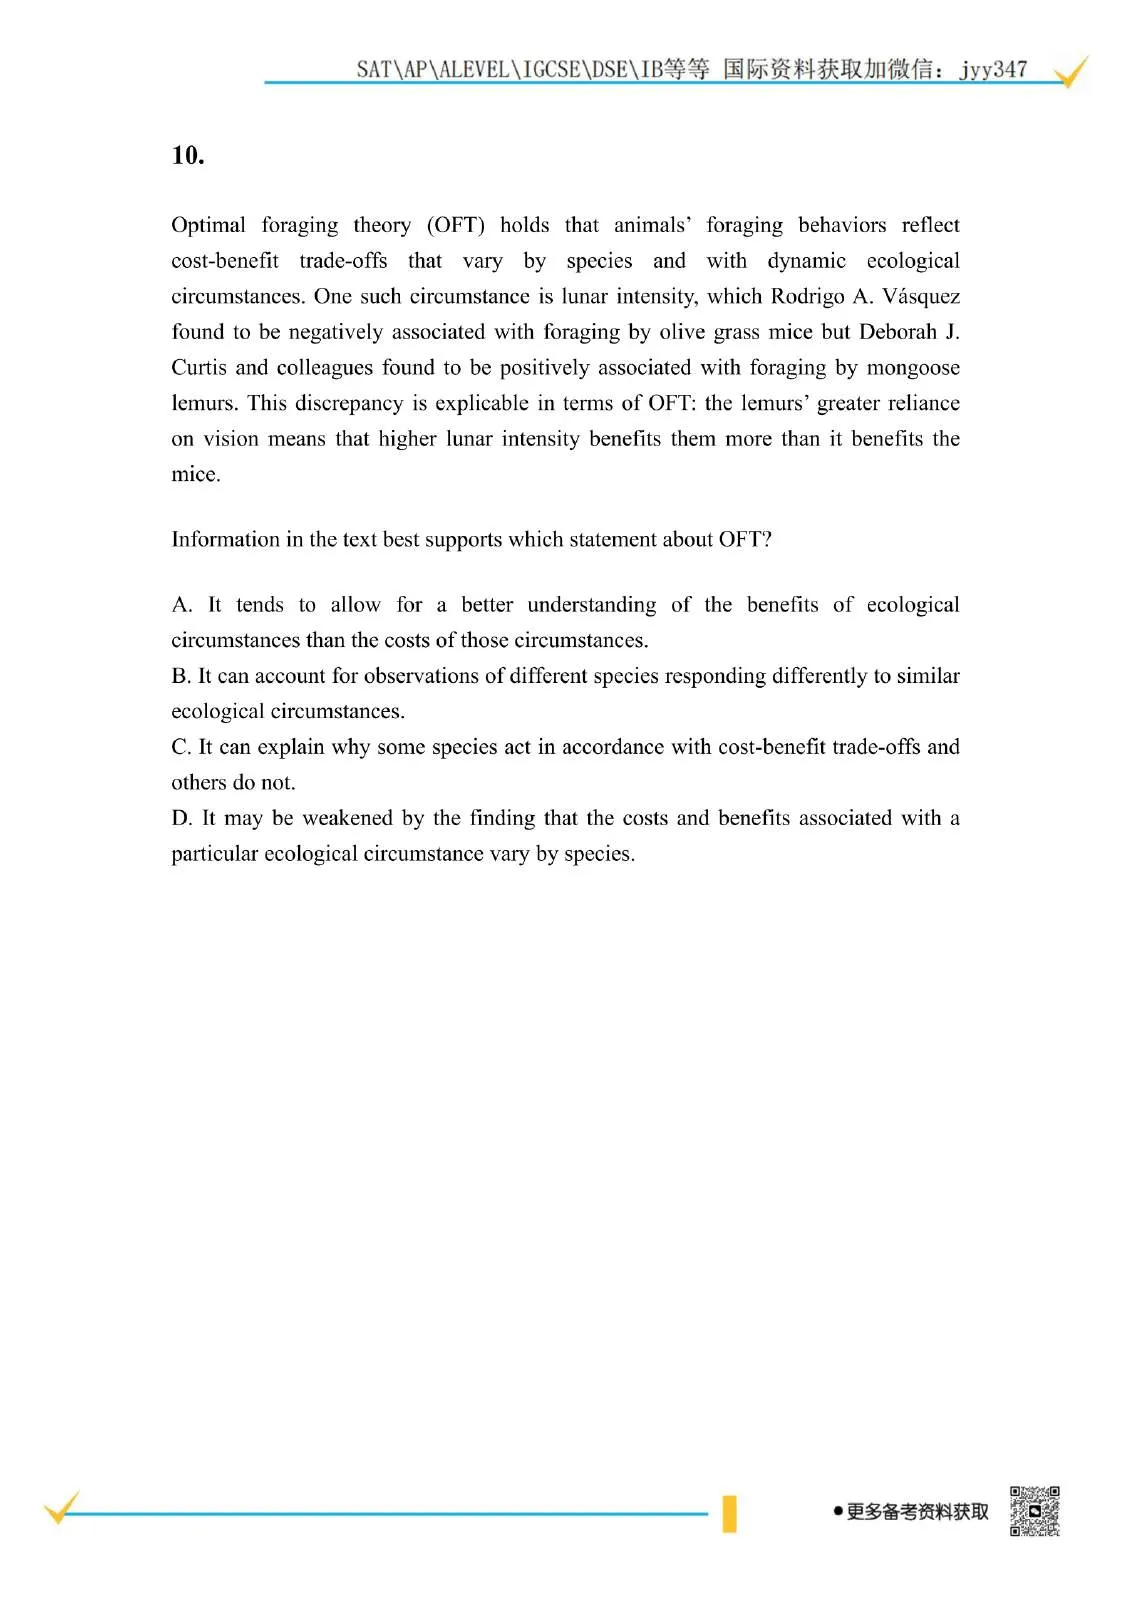 SAT\AP\ALEVEL\IGCSE\DSE\IB等等 国际资料获取加微信：jyy347
10.
Optimal foraging theory (OFT) holds that animals’ foraging behaviors reflect
cost-benefit trade-offs that vary by species and with dynamic ecological
circumstances. One such circumstance is lunar intensity, which Rodrigo A. Vásquez
found to be negatively associated with foraging by olive grass mice but Deborah J.
Curtis and colleagues found to be positively associated with foraging by mongoose
lemurs. This discrepancy is explicable in terms of OFT: the lemurs’ greater reliance
on vision means that higher lunar intensity benefits them more than it benefits the
mice.
Information in the text best supports which statement about OFT?
A. It tends to allow for a better understanding of the benefits of ecological
circumstances than the costs of those circumstances.
B. It can account for observations of different species responding differently to similar
ecological circumstances.
C. It can explain why some species act in accordance with cost-benefit trade-offs and
others do not.
D. It may be weakened by the finding that the costs and benefits associated with a
particular ecological circumstance vary by species.
●更多备考资料获取